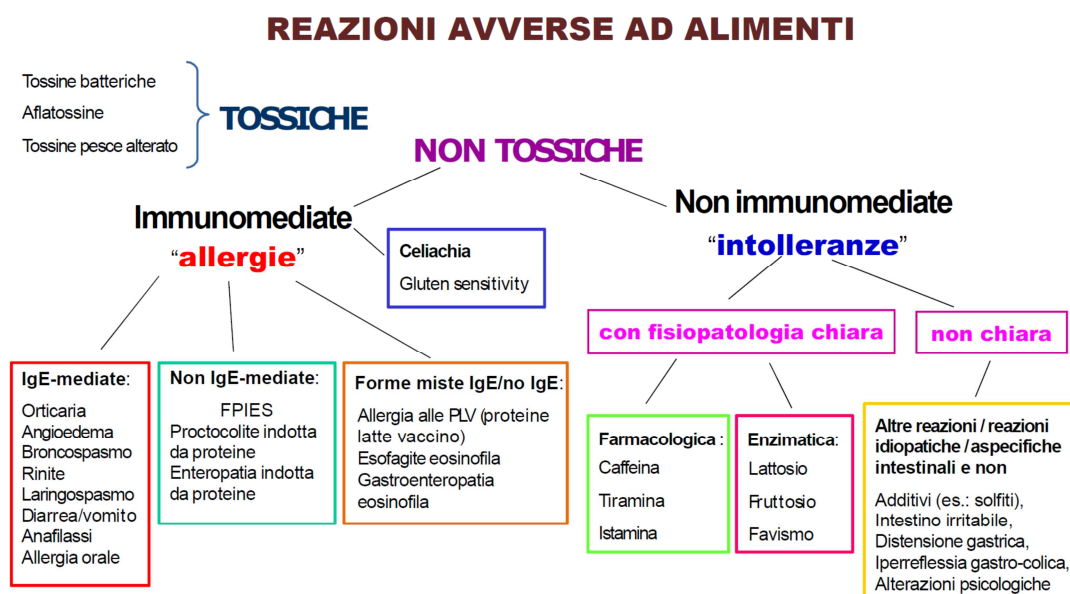 REAZIONI AVVERSE AD ALIMENTI
Tossine batteriche
Aflatossine
Tossine pesce alterato
TOSSICHE
NON TOSSICHE
Immunomediate
“allergie”
Celiachia
Gluten sensitivity
Non immunomediate
“intolleranze”
con fisiopatologia chiara
non chiara
IgE-mediate:
Orticaria
Angioedema
Broncospasmo
Rinite
Laringospasmo
Diarrea/vomito
Anafilassi
Allergia orale
Non IgE-mediate:
FPIES
Proctocolite indotta
da proteine
Enteropatia indotta
da proteine
Forme miste IgE/no IgE:
Allergia alle PLV (proteine
latte vaccino)
Esofagite eosinofila
Gastroenteropatia
eosinofila
Farmacologica :
Caffeina
Tiramina
Istamina
Enzimatica:
Lattosio
Fruttosio
Favismo
Altre reazioni / reazioni
idiopatiche / aspecifiche
intestinali e non
Additivi (es.: solfiti),
Intestino irritabile,
Distensione gastrica,
Iperreflessia gastro-colica,
Alterazioni psicologiche